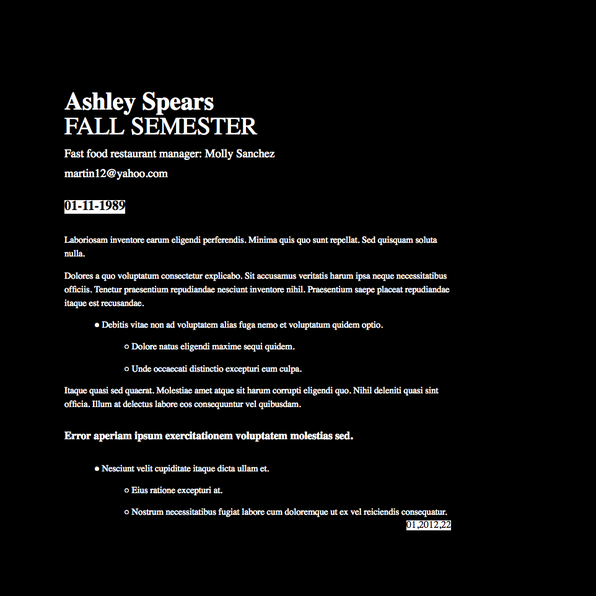 Ashley Spears
FALL SEMESTER
Fast food restaurant manager: Molly Sanchez
martin12@yahoo.com
01-11-1989
Laboriosam inventore earum eligendi perferendis. Minima quis quo sunt repellat. Sed quisquam soluta
nulla.
Dolores a quo voluptatum consectetur explicabo. Sit accusamus veritatis harum ipsa neque necessitatibus
officiis. Tenetur praesentium repudiandae nesciunt inventore nihil. Praesentium saepe placeat repudiandae
itaque est recusandae.
● Debitis vitae non ad voluptatem alias fuga nemo et voluptatum quidem optio.
○ Dolore natus eligendi maxime sequi quidem.
○ Unde occaecati distinctio excepturi eum culpa.
Itaque quasi sed quaerat. Molestiae amet atque sit harum corrupti eligendi quo. Nihil deleniti quasi sint
officia. Illum at delectus labore eos consequuntur vel quibusdam.
Error aperiam ipsum exercitationem voluptatem molestias sed.
● Nesciunt velit cupiditate itaque dicta ullam et.
○ Eius ratione excepturi at.
○ Nostrum necessitatibus fugiat labore cum doloremque ut ex vel reiciendis consequatur.
01,2012,22